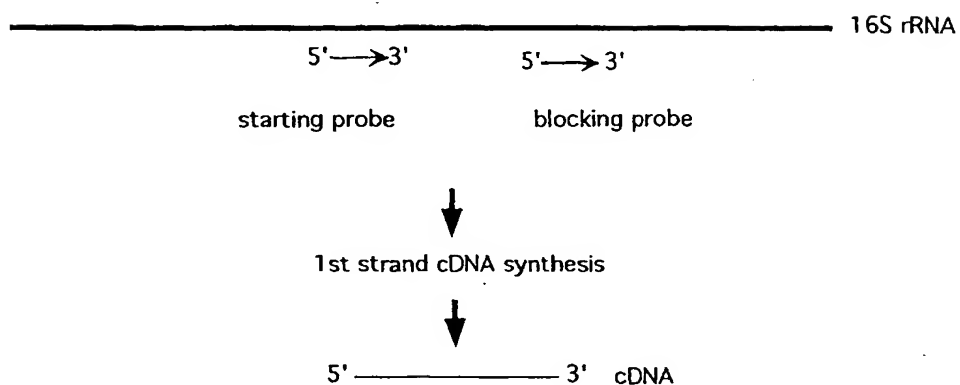 16S rRNA
5' 3' 5' 3'
starting probe blocking probe
1st strand cDNA synthesis
5' 3' cDNA